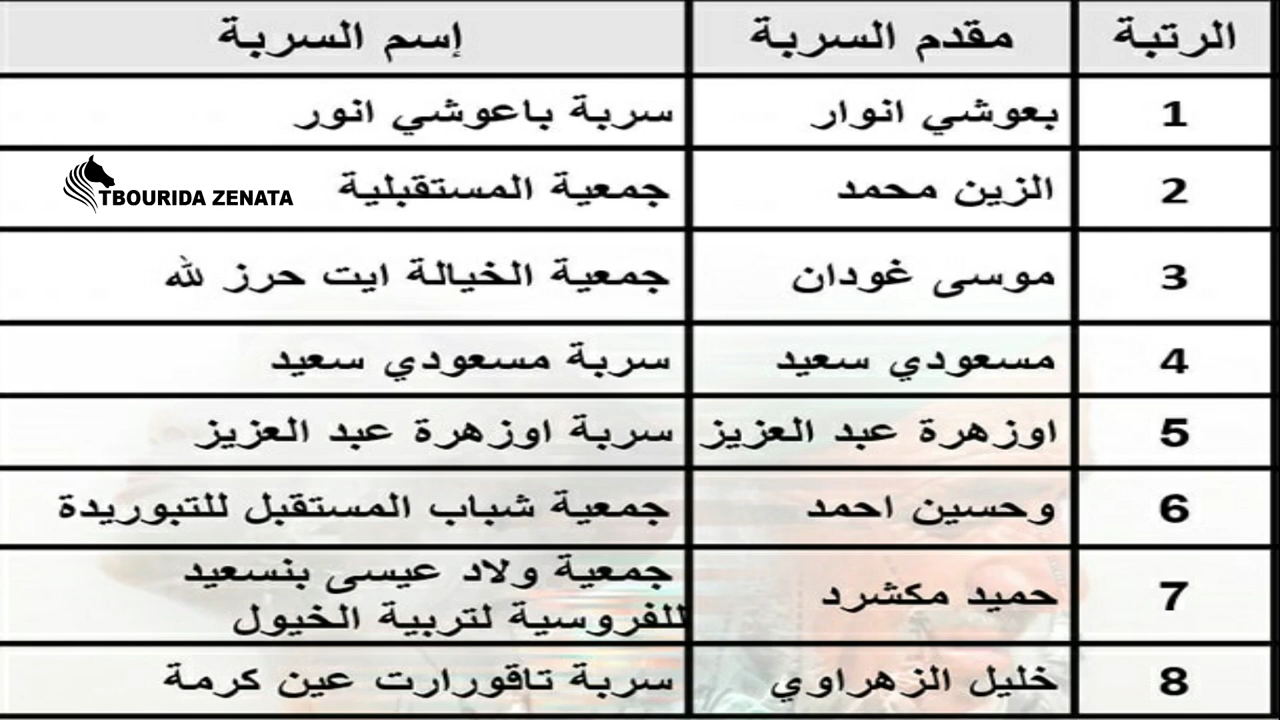 الرتبة مقدم السربة إسم السربة
1 بعوشي انوار سربة باعوشي انور
2 الزين محمد جمعية المستقبلية
TBOURIDA ZENATA
3 موسى غودان جمعية الخيالة ايت حرز لله
4 مسعودي سعيد سربة مسعودي سعيد
5 اوزهرة عبد العزيز سربة اوزهرة عبد العزيز
6 وحسين احمد جمعية شباب المستقبل للتبوريدة
7 حميد مكشرد جمعية ولاد عيسى بنسعيد
للفروسية لتربية الخيول
8 خليل الزهراوي سربة تاقورارت عين كرمة